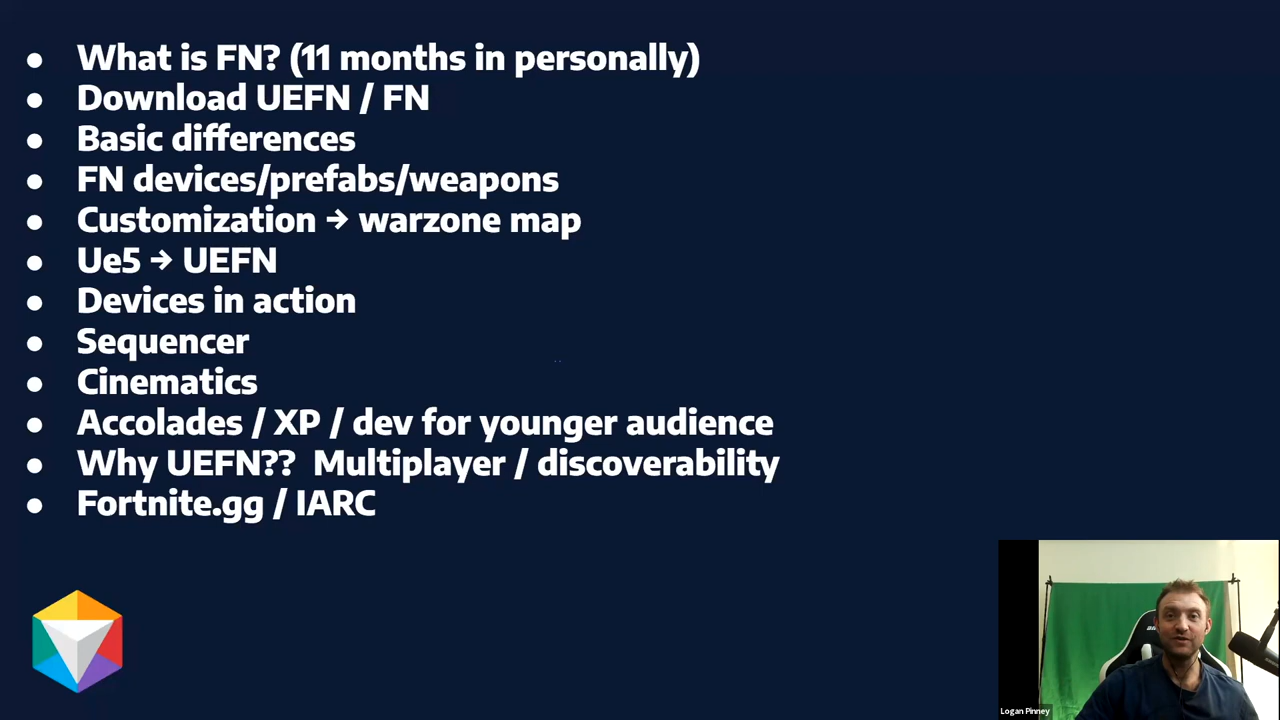 ● What is FN? (11 months in personally)
● Download UEFN / FN
● Basic differences
● FN devices/prefabs/weapons
● Customization → warzone map
● Ue5 → UEFN
● Devices in action
● Sequencer
● Cinematics
● Accolades / XP / dev for younger audience
● Why UEFN?? Multiplayer / discoverability
● Fortnite.gg / IARC
Logan Pinney